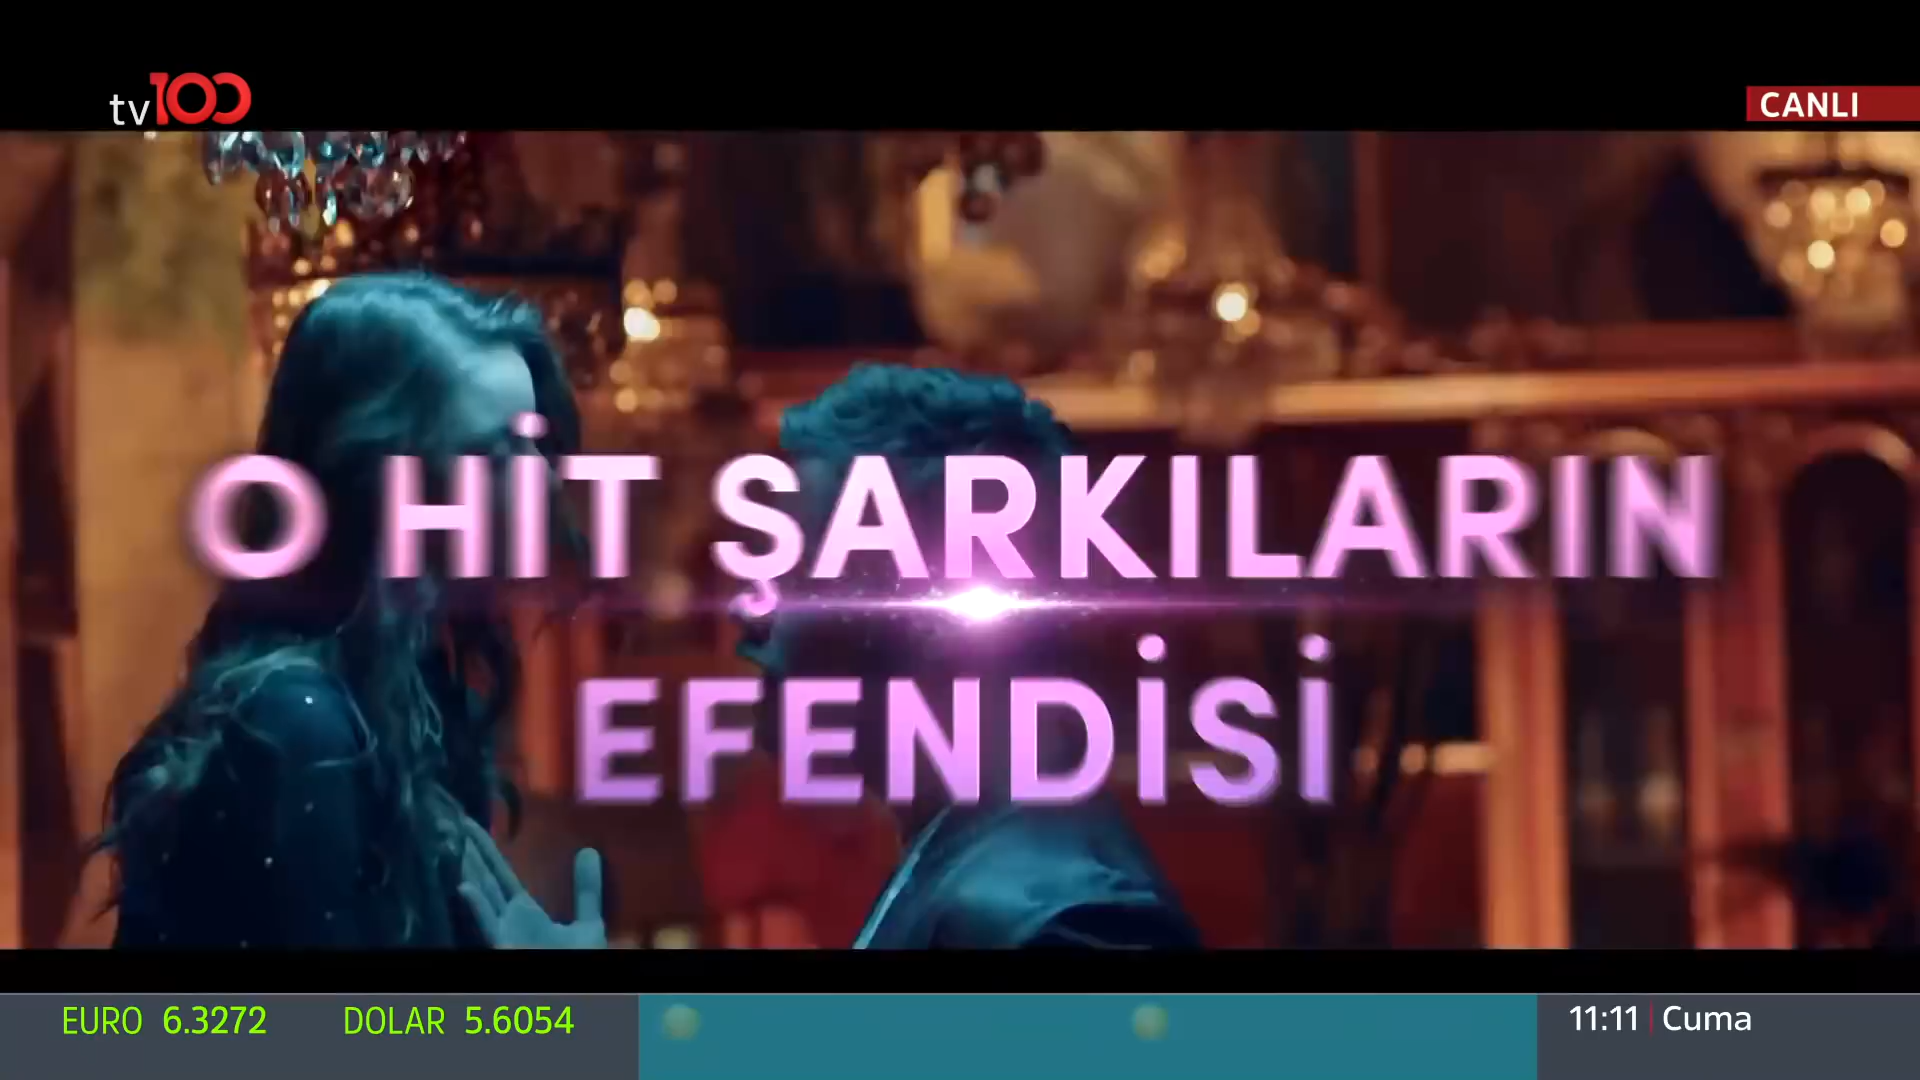 tv100
CANLI
O HİT ŞARKILARIN
EFENDİSİ
EURO 6.3272 DOLAR 5.6054
11:11 Cuma